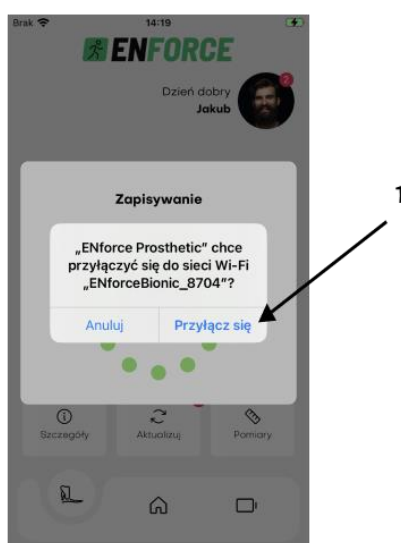 Brak 14:19
ENFORCE
Dzień dobry
Jakub
?
Zapisywanie
„ENforce Prosthetic” chce
przyłączyć się do sieci Wi-Fi
„ENforceBionic_8704”?
Anuluj Przyłącz się
1
Szczegóły Aktualizuj Pomiary